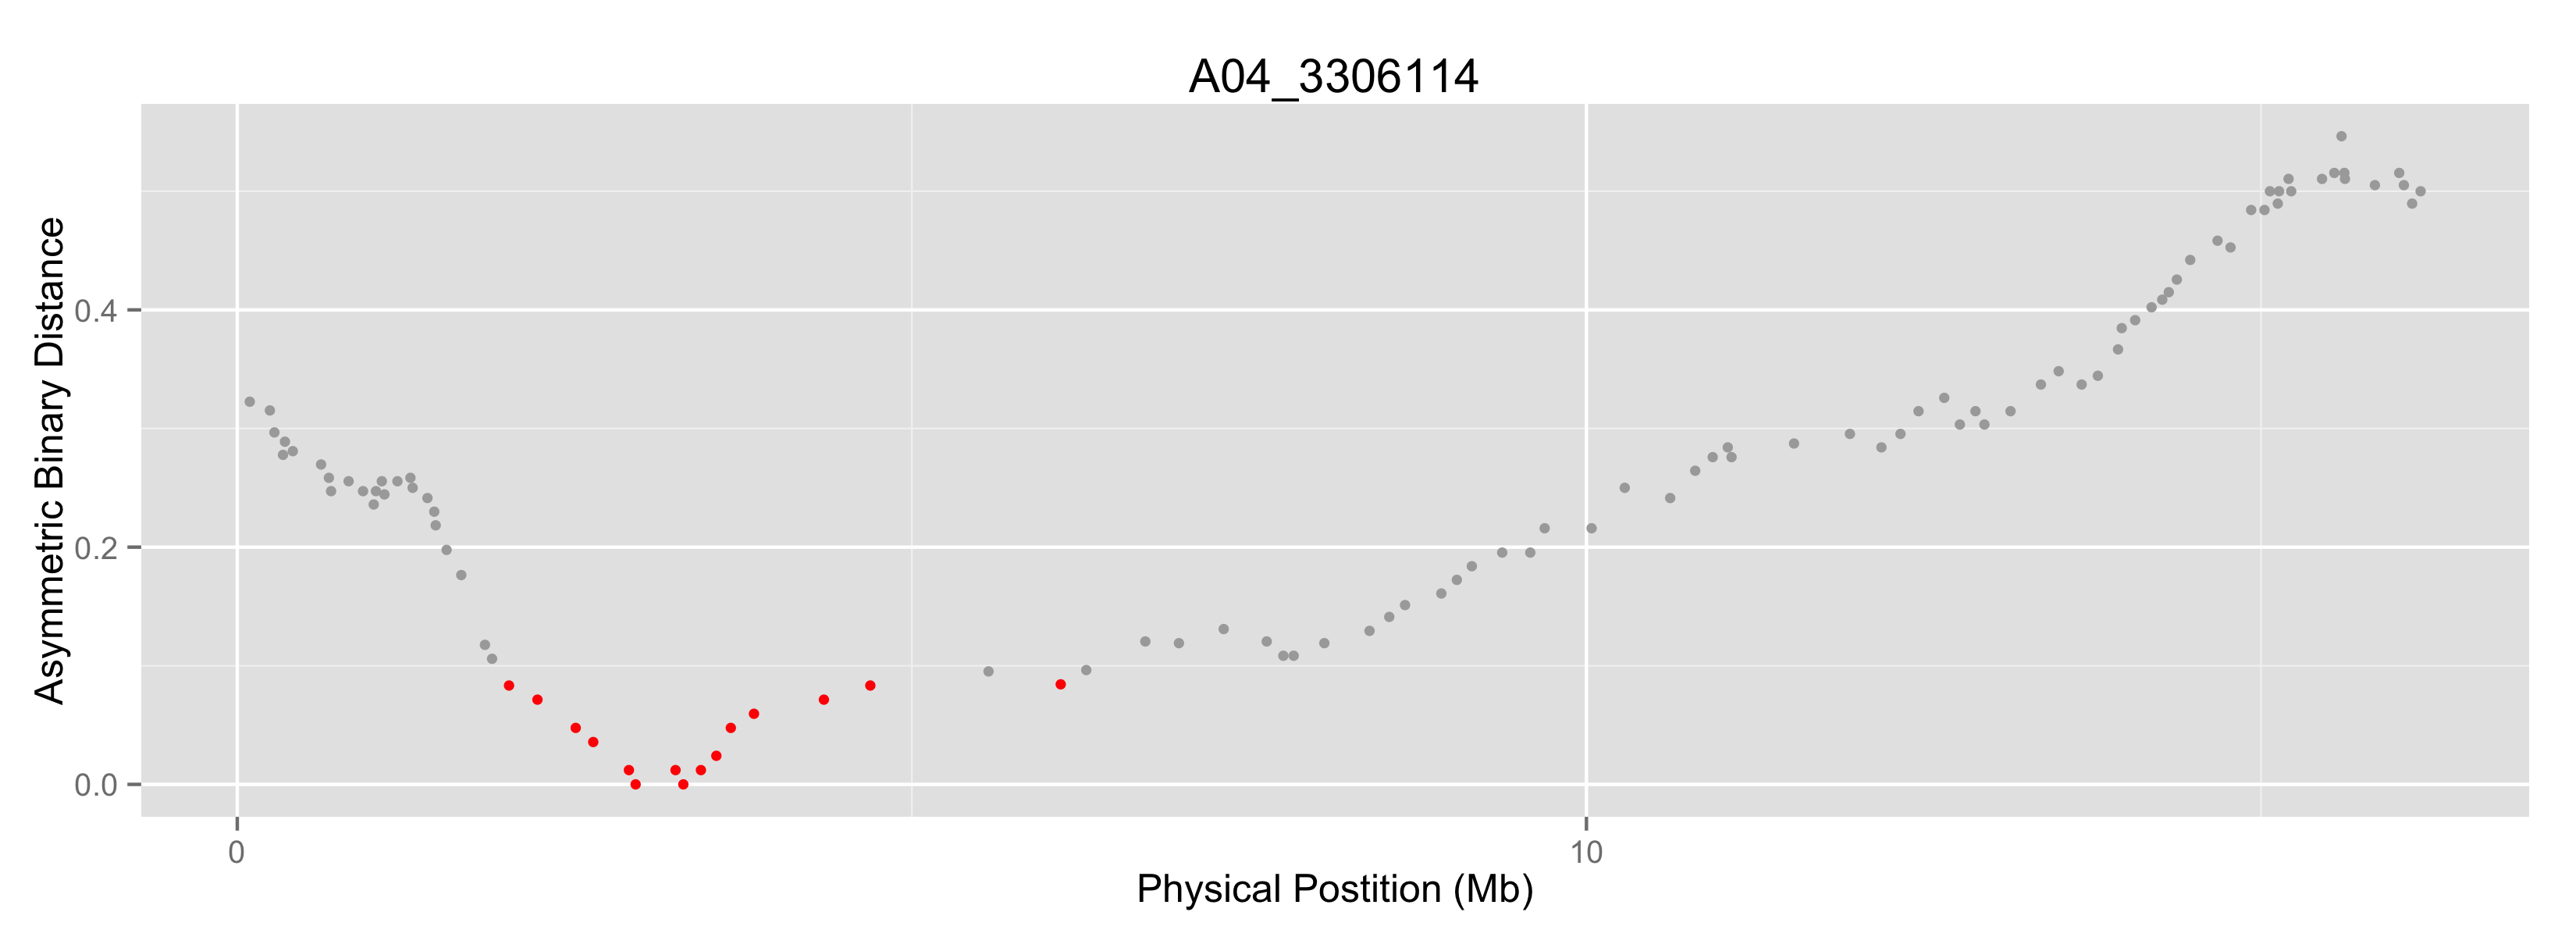 A04_3306114
Asymmetric Binary Distance
0.4
0.2
0.0
0
10
Physical Postition (Mb)